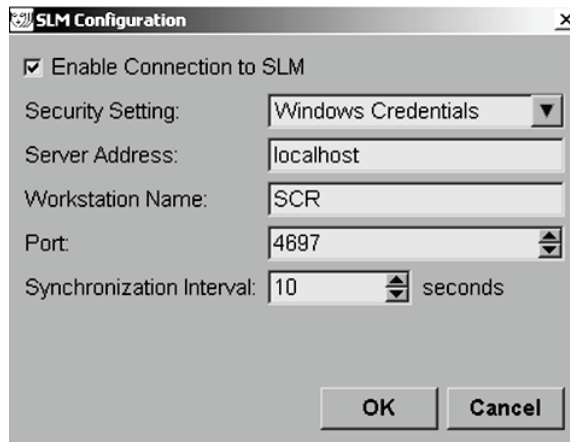 SLM Configuration
Enable Connection to SLM
Security Setting: Windows Credentials
Server Address: localhost
Workstation Name: SCR
Port: 4697
Synchronization Interval: 10 seconds
OK Cancel